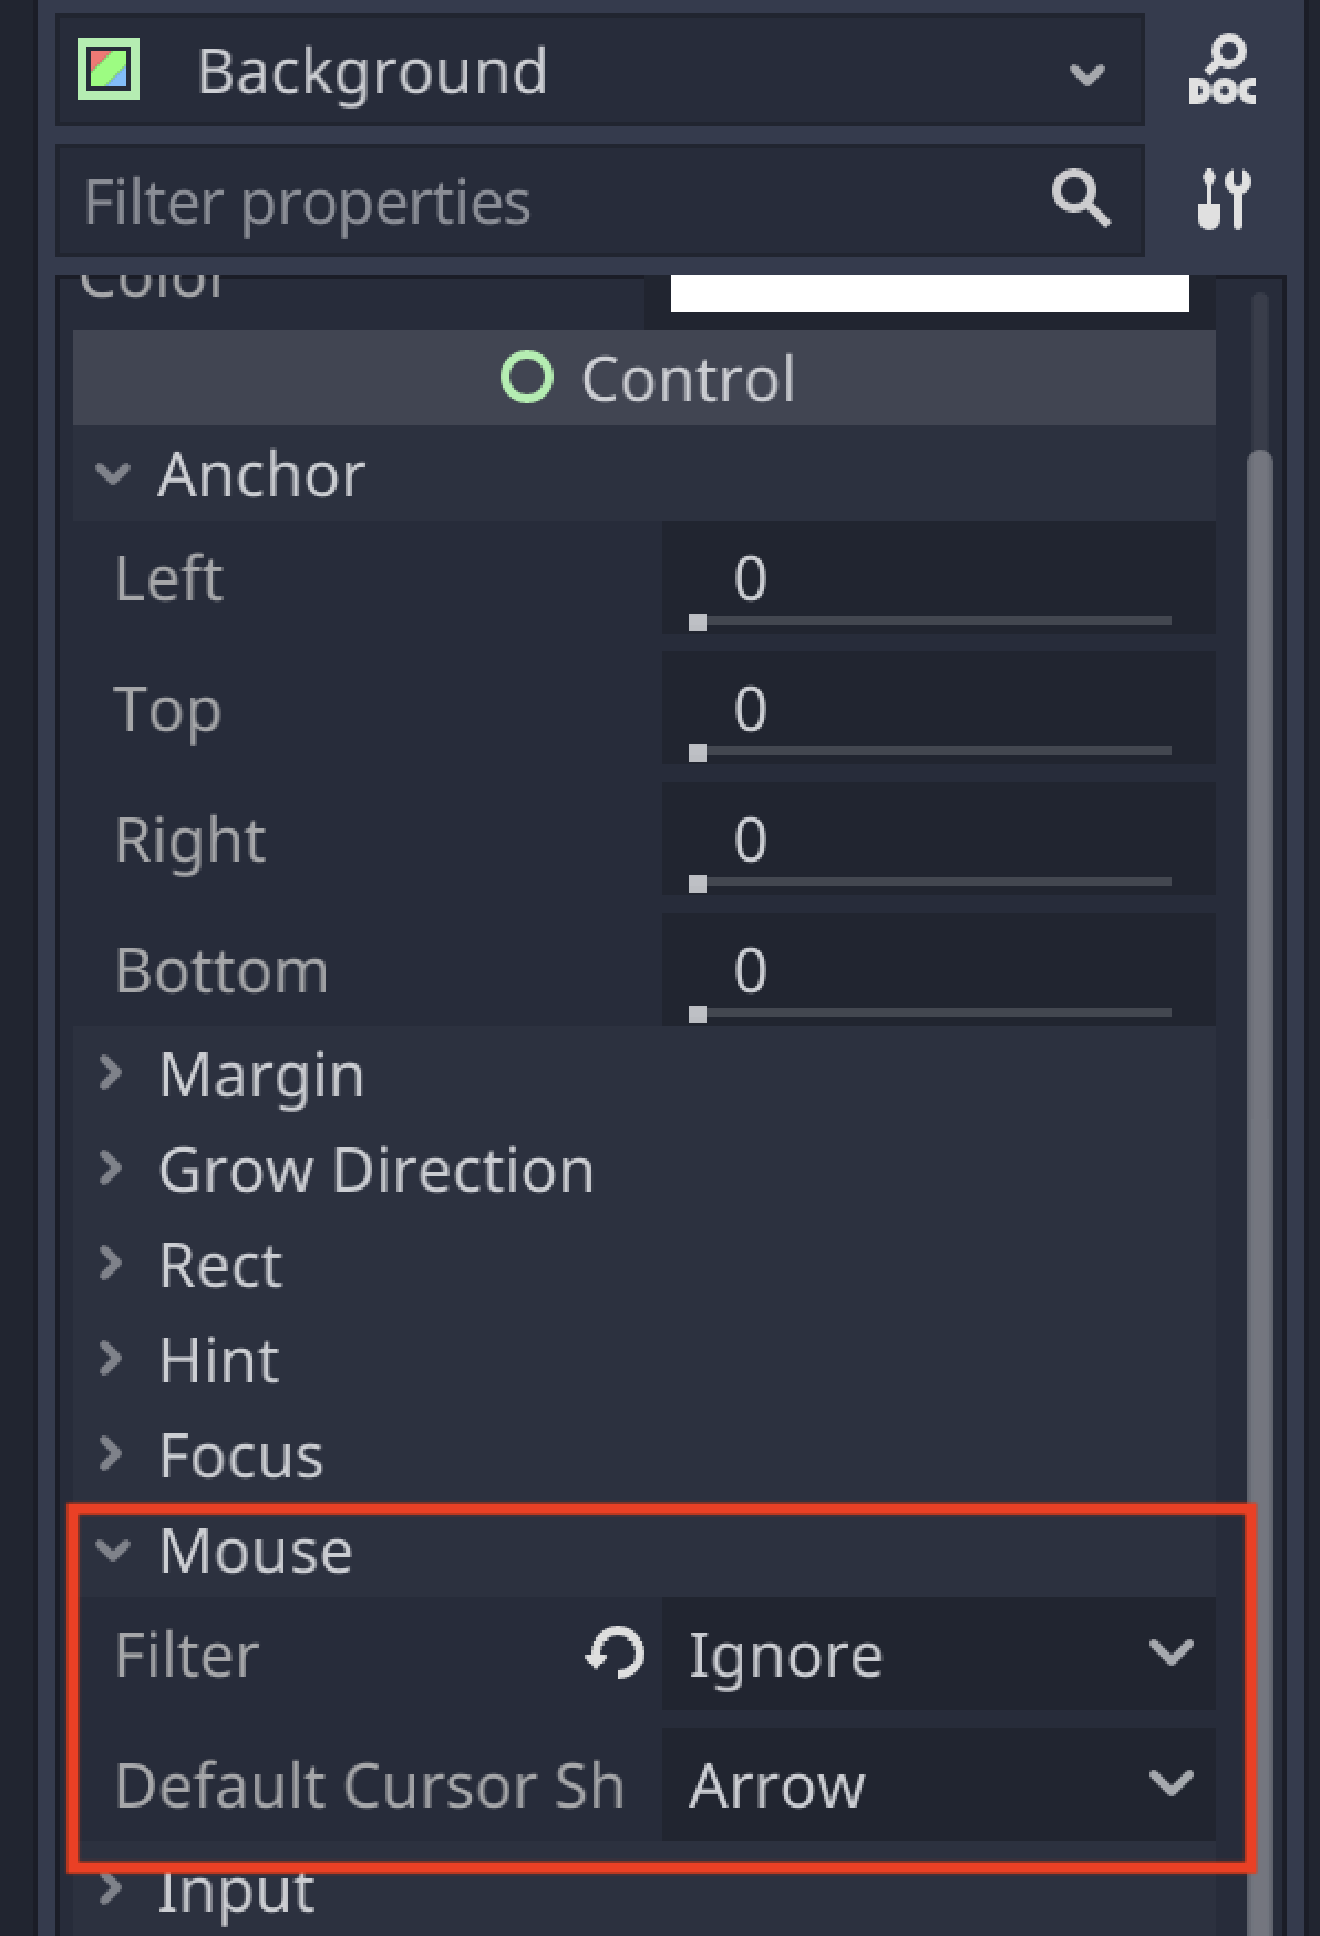 Background
DOC
Filter properties
Color
Control
Anchor
Left 0
Top 0
Right 0
Bottom 0
Margin
Grow Direction
Rect
Hint
Focus
Mouse
Filter Ignore
Default Cursor Sh Arrow
Input